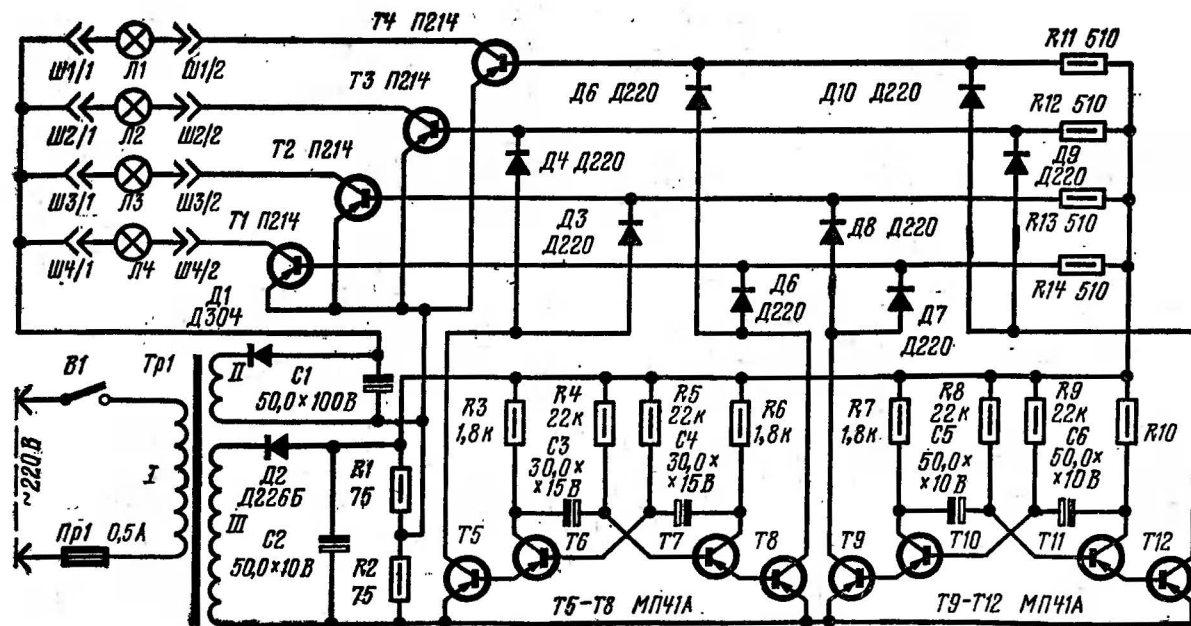 Т4 П214
Ш1/1 Л1 Ш1/2
R11 510
Т3 П214
Д6 Д220
Д10 Д220
R12 510
Ш2/1 Л2 Ш2/2
Т2 П214
Д4 Д220
Д9
Д220
Ш3/1 Л3 Ш3/2
Т1 П214
Д3
Д220
Д8 Д220
R13 510
Ш4/1 Л4 Ш4/2
Д6
Д220
Д7
Д220
R14 510
Д1
Д304
В1
Тр1
II
С1
50,0×100В
R3
1,8к
R4
22к
R5
22к
R6
1,8к
R7
1,8к
R8
22к
R9
22к
R10
С3
30,0×
×15В
С4
30,0×
×15В
С5
50,0×
×10В
С6
50,0×
×10В
~220В
I
Д2
Д226Б
III
R1
75
Пр1 0,5А
С2
50,0×10В
R2
75
Т5
Т6
Т7
Т8
Т9
Т10
Т11
Т12
Т5-Т8 МП41А
Т9-Т12 МП41А